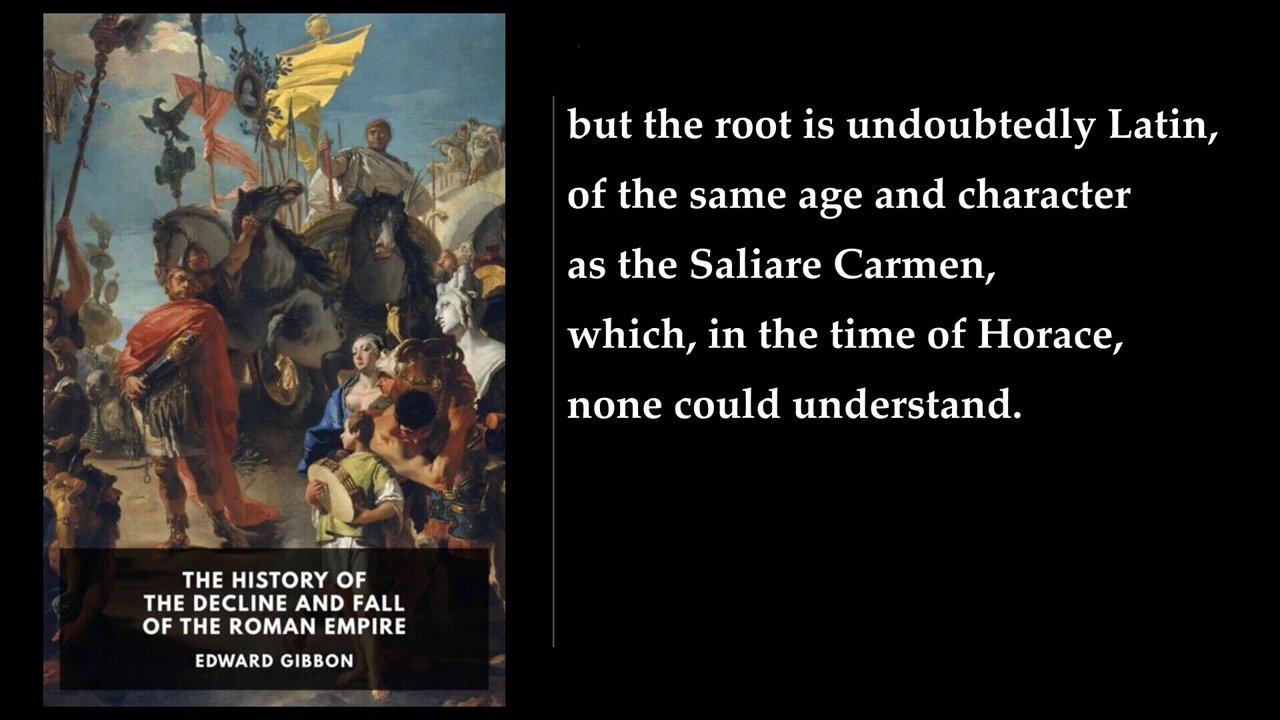 but the root is undoubtedly Latin,
of the same age and character
as the Saliare Carmen,
which, in the time of Horace,
none could understand.
THE HISTORY OF
THE DECLINE AND FALL
OF THE ROMAN EMPIRE
EDWARD GIBBON